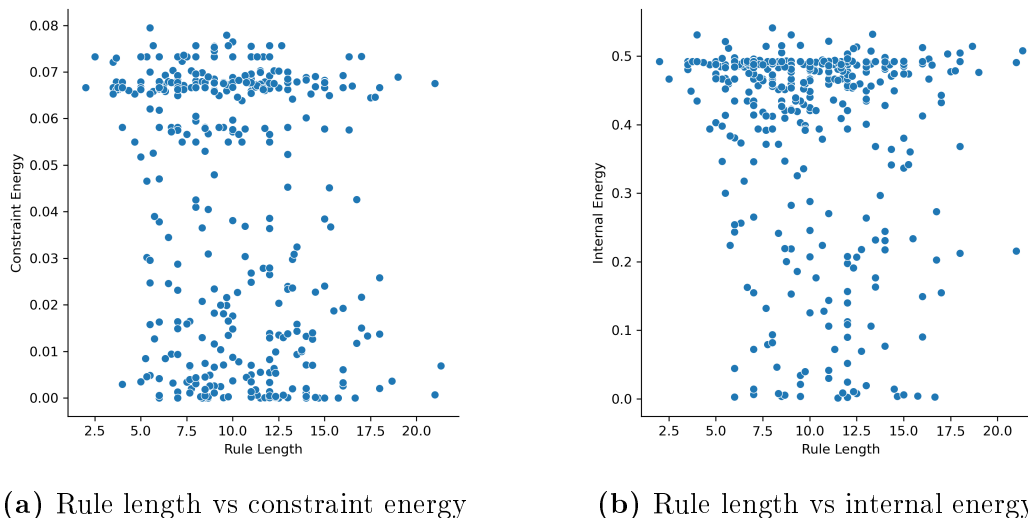 0.08
0.07
0.06
0.05
0.04
0.03
0.02
0.01
0.00
Constraint Energy
2.5 5.0 7.5 10.0 12.5 15.0 17.5 20.0
Rule Length
(a) Rule length vs constraint energy
0.5
0.4
0.3
0.2
0.1
0.0
Internal Energy
2.5 5.0 7.5 10.0 12.5 15.0 17.5 20.0
Rule Length
(b) Rule length vs internal energy